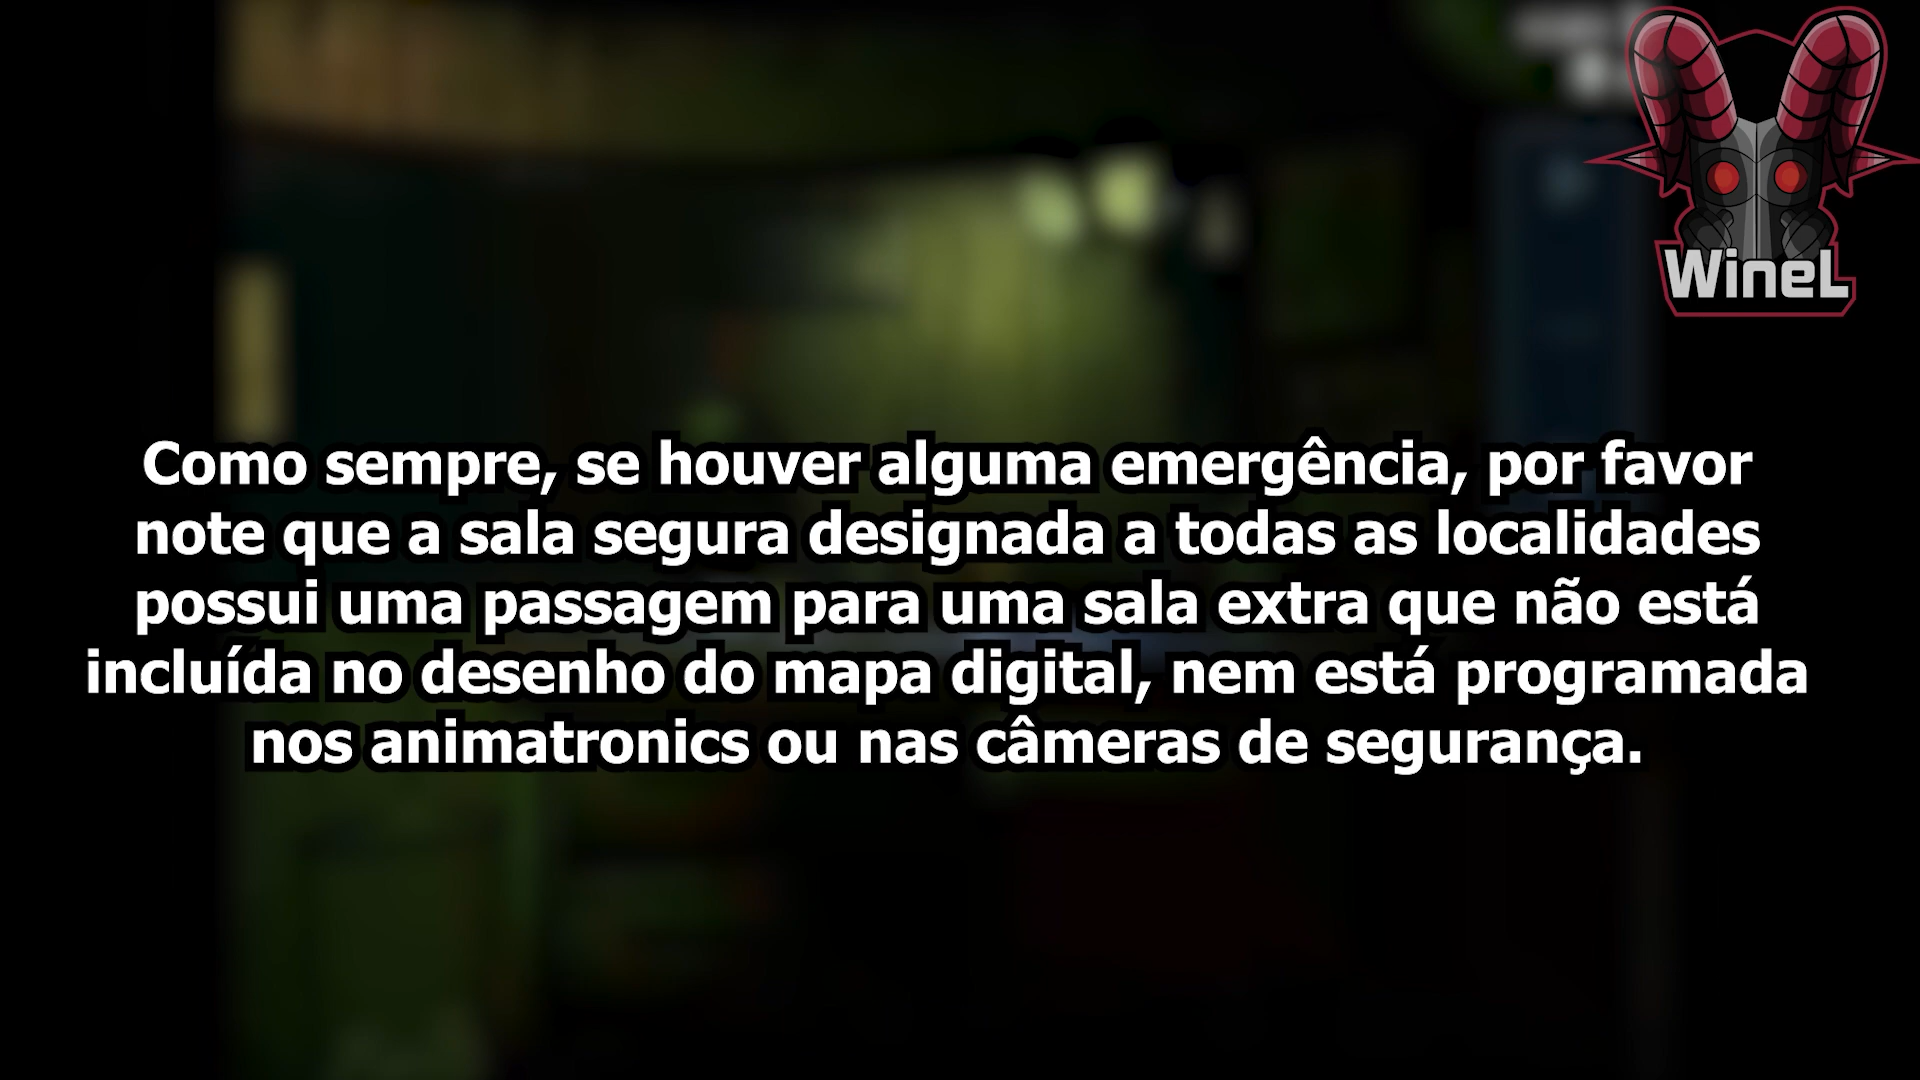 WineL
Como sempre, se houver alguma emergência, por favor
note que a sala segura designada a todas as localidades
possui uma passagem para uma sala extra que não está
incluída no desenho do mapa digital, nem está programada
nos animatronics ou nas câmeras de segurança.